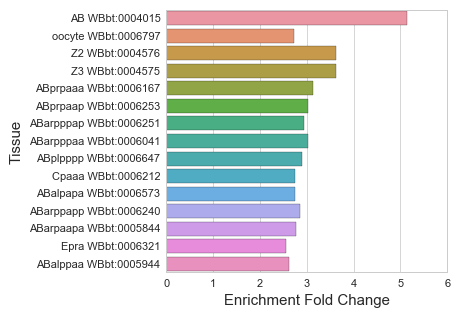 AB WBbt:0004015
oocyte WBbt:0006797
Z2 WBbt:0004576
Z3 WBbt:0004575
ABprpaaa WBbt:0006167
ABprpaap WBbt:0006253
ABarpppap WBbt:0006251
ABarpppaa WBbt:0006041
ABplpppp WBbt:0006647
Cpaaa WBbt:0006212
ABalpapa WBbt:0006573
ABarppapp WBbt:0006240
ABarpaapa WBbt:0005844
Epra WBbt:0006321
ABalppaa WBbt:0005944
Tissue
0 1 2 3 4 5 6
Enrichment Fold Change